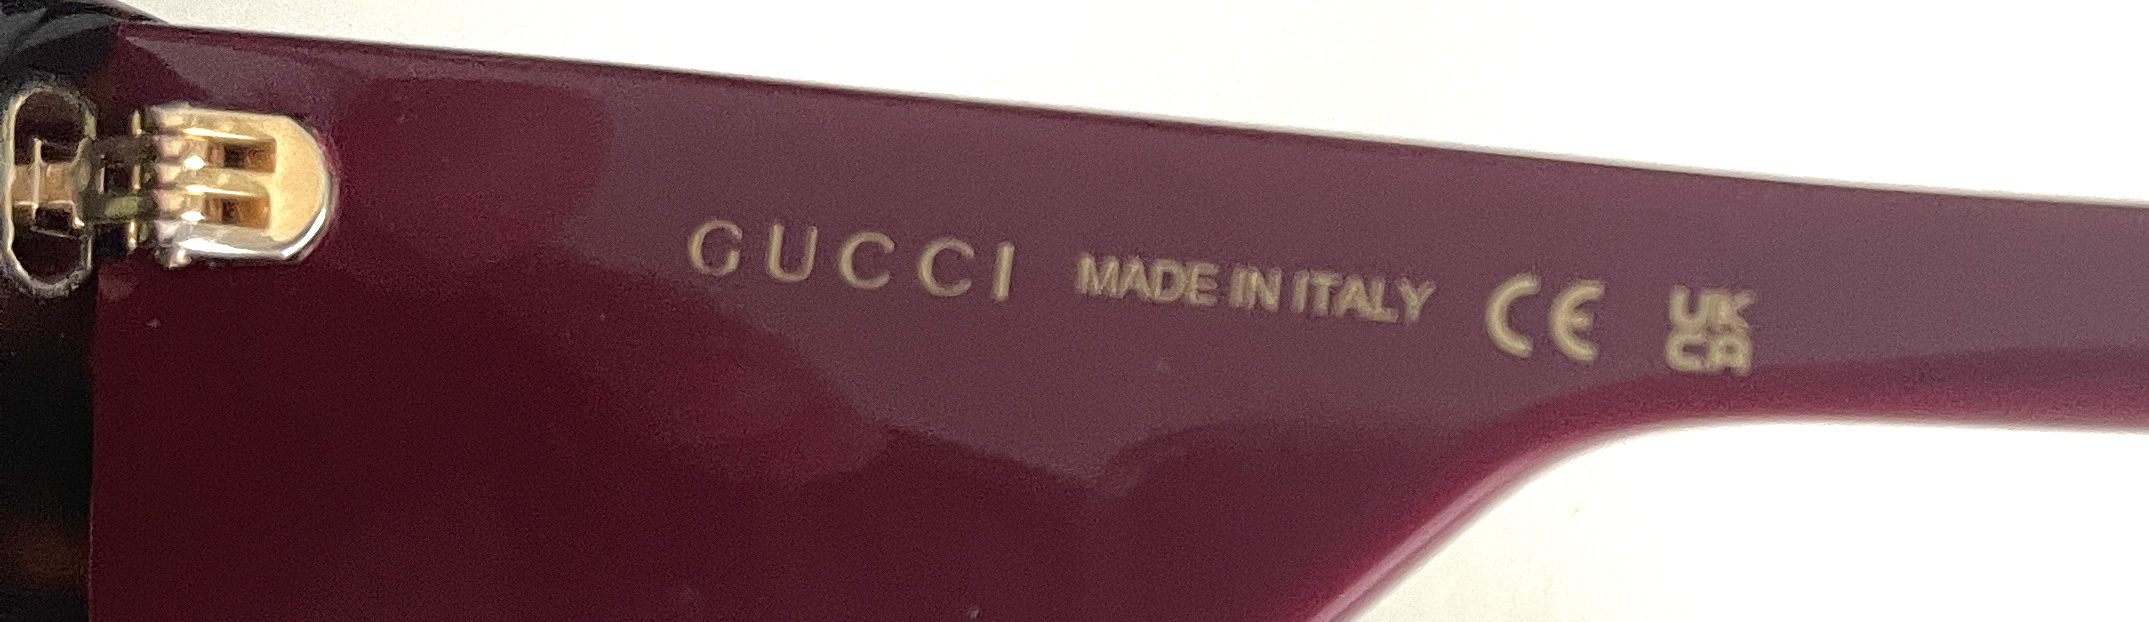 GUCCI MADE IN ITALY CE UK
CA